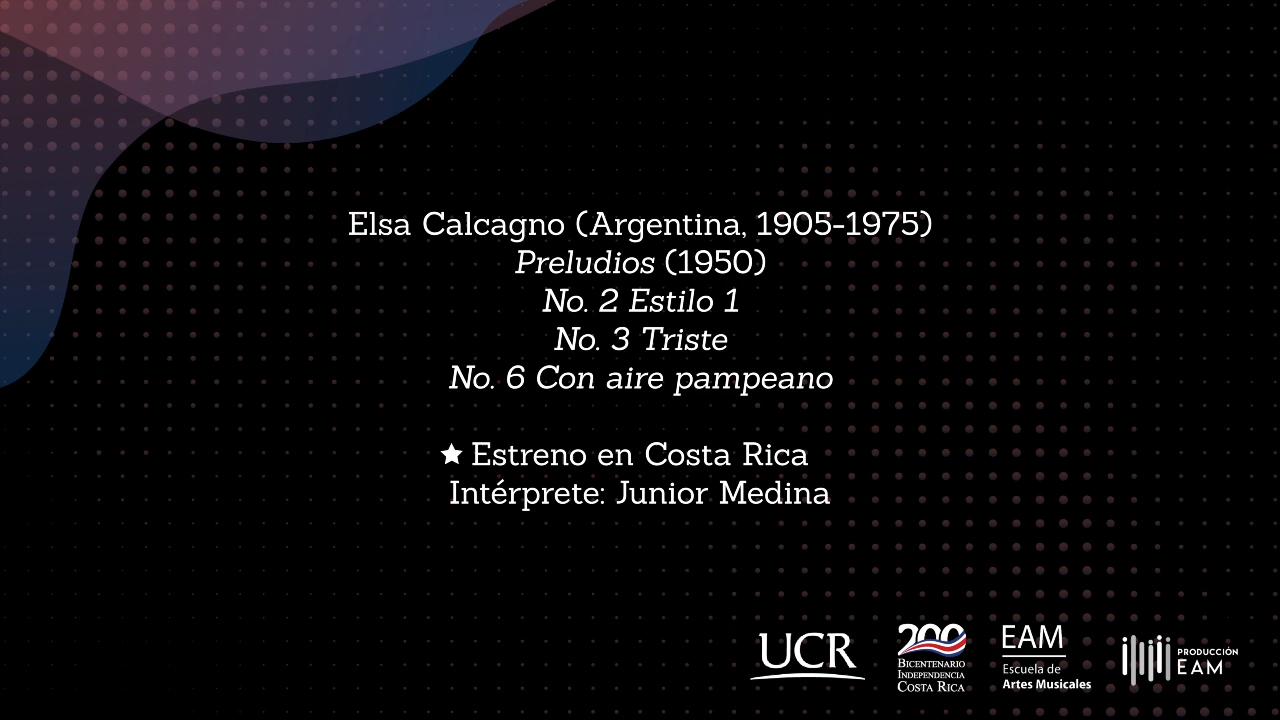 Elsa Calcagno (Argentina, 1905-1975)
Preludios (1950)
No. 2 Estilo 1
No. 3 Triste
No. 6 Con aire pampeano
★ Estreno en Costa Rica
Intérprete: Junior Medina
UCR
200
BICENTENARIO
INDEPENDENCIA
COSTA RICA
EAM
Escuela de
Artes Musicales
PRODUCCIÓN
EAM